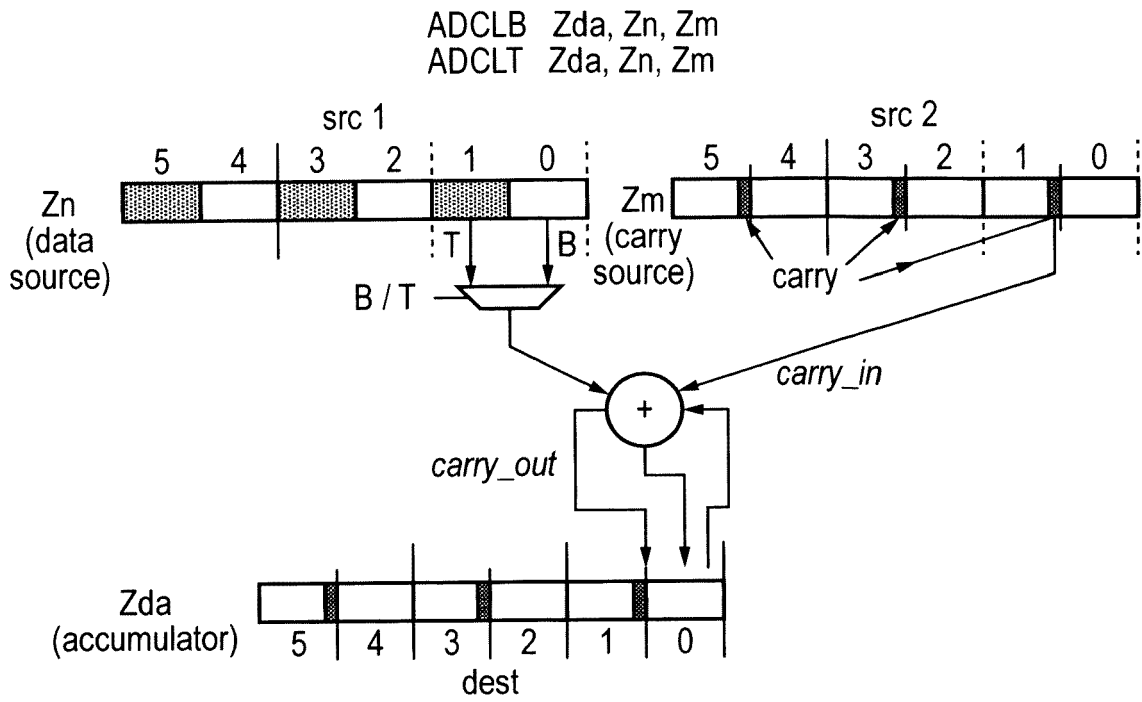 ADCLB Zda, Zn, Zm
ADCLT Zda, Zn, Zm
src 1
src 2
5 4 3 2 1 0
5 4 3 2 1 0
Zn
(data
source)
Zm
(carry
source)
T
B
carry
B / T
carry_in
+
carry_out
Zda
(accumulator)
5 4 3 2 1 0
dest